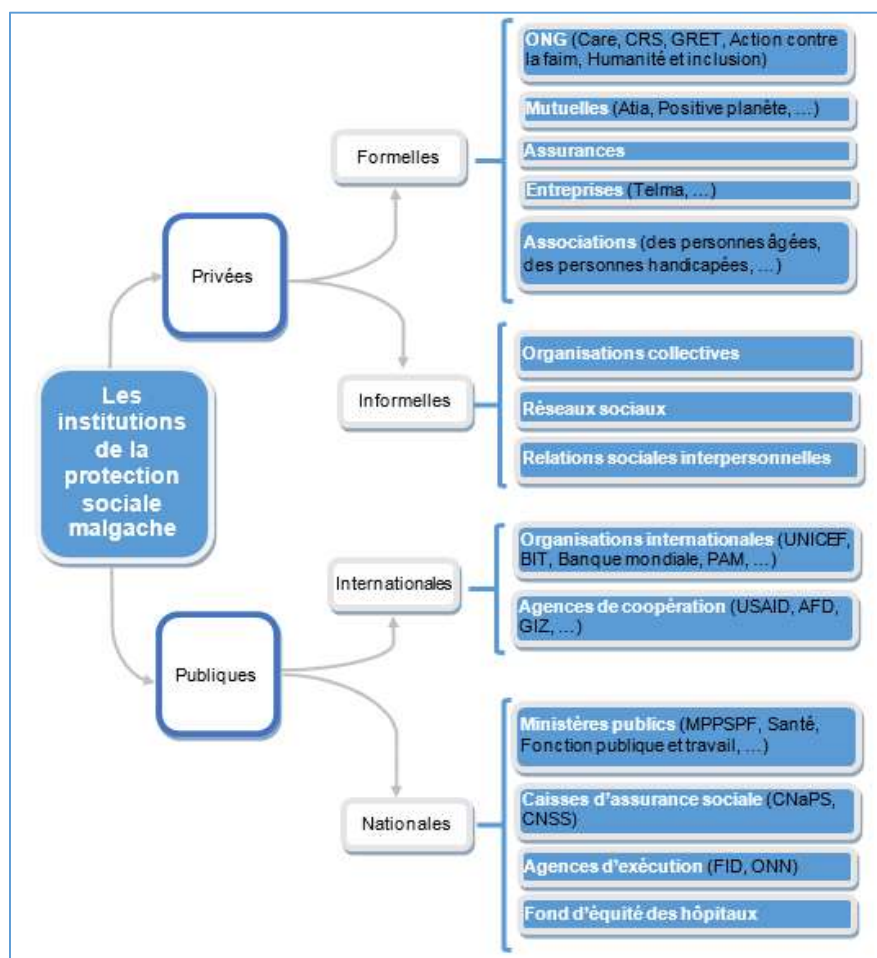 Les
institutions
de la
protection
sociale
malgache
Privées
Formelles
ONG (Care, CRS, GRET, Action contre
la faim, Humanité et inclusion)
Mutuelles (Atia, Positive planète, …)
Assurances
Entreprises (Telma, …)
Associations (des personnes âgées,
des personnes handicapées, …)
Informelles
Organisations collectives
Réseaux sociaux
Relations sociales interpersonnelles
Publiques
Internationales
Organisations internationales (UNICEF,
BIT, Banque mondiale, PAM, …)
Agences de coopération (USAID, AFD,
GIZ, …)
Nationales
Ministères publics (MPPSPF, Santé,
Fonction publique et travail, …)
Caisses d’assurance sociale (CNaPS,
CNSS)
Agences d’exécution (FID, ONN)
Fond d’équité des hôpitaux